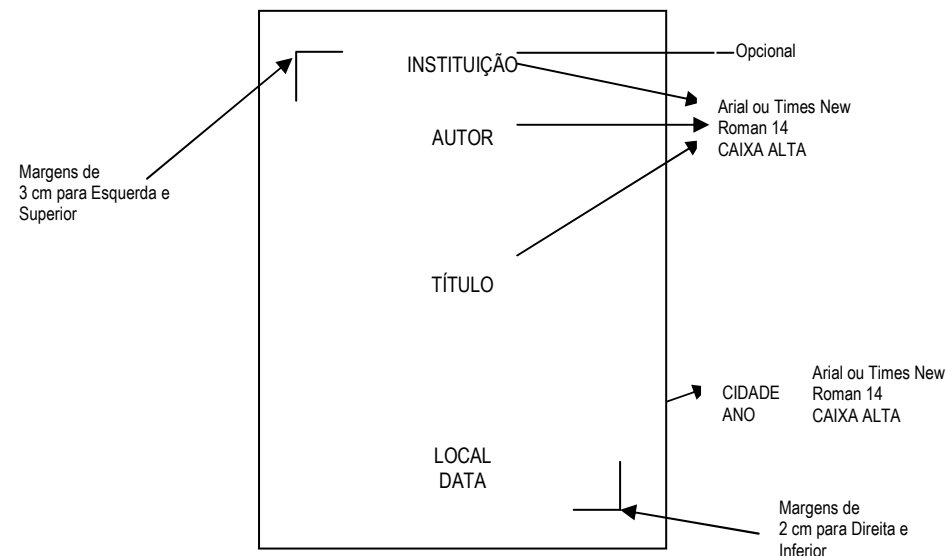 INSTITUIÇÃO
Opcional
AUTOR
Arial ou Times New
Roman 14
CAIXA ALTA
Margens de
3 cm para Esquerda e
Superior
TÍTULO
CIDADE
ANO
Arial ou Times New
Roman 14
CAIXA ALTA
LOCAL
DATA
Margens de
2 cm para Direita e
Inferior